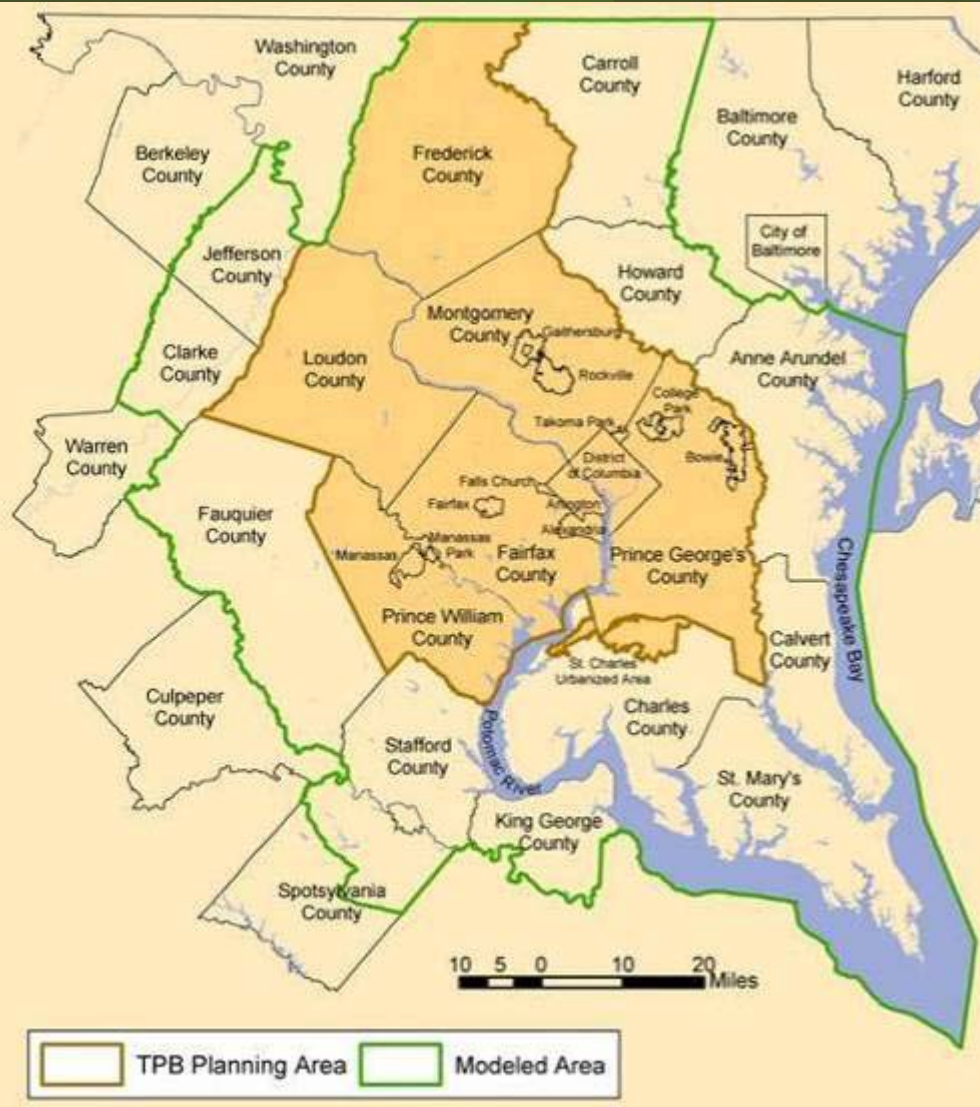 Washington
County
Carroll
County
Harford
County
Baltimore
County
Berkeley
County
Frederick
County
City of
Baltimore
Jefferson
County
Howard
County
Montgomery
County
Gaithersburg
Rockville
Clarke
County
Loudon
County
Anne Arundel
County
College
Park
Takoma Park
Bowie
Warren
County
District
of Columbia
Falls Church
Fairfax
Arlington
Alexandria
Fauquier
County
Manassas
Manassas
Park
Fairfax
County
Prince George's
County
Chesapeake Bay
Prince William
County
Calvert
County
St. Charles
Urbanized Area
Culpeper
County
Charles
County
Potomac River
Stafford
County
St. Mary's
County
King George
County
Spotsylvania
County
10 5 0 10 20
Miles
TPB Planning Area
Modeled Area